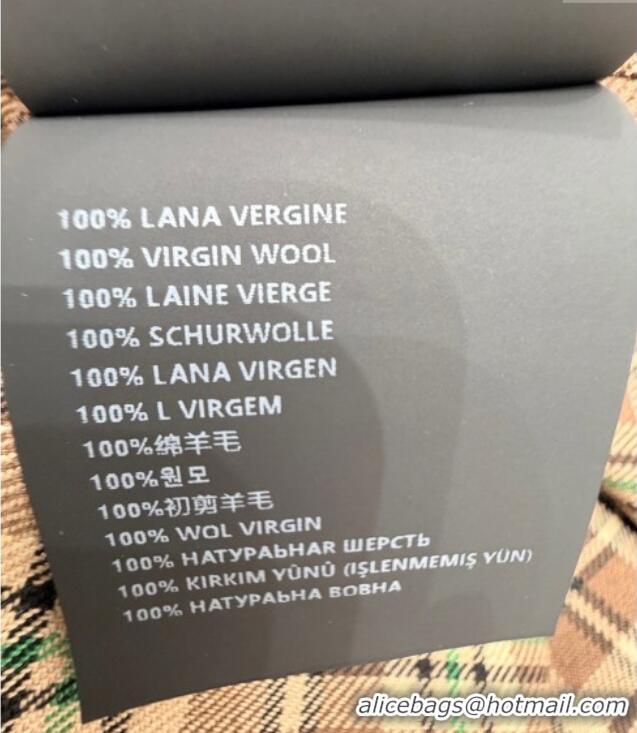 100% LANA VERGINE
100% VIRGIN WOOL
100% LAINE VIERGE
100% SCHURWOLLE
100% LANA VIRGEN
100% L VIRGEM
100%绵羊毛
100%원모
100%初剪羊毛
100% WOL VIRGIN
100% НАТУРАЬНАR ШЕРСТЬ
100% KIRKIM YÛNÛ (IŞLENMEMIŞ YÜN)
100% НАТУРАЬНА ВОВНА
alicebags@hotmail.com